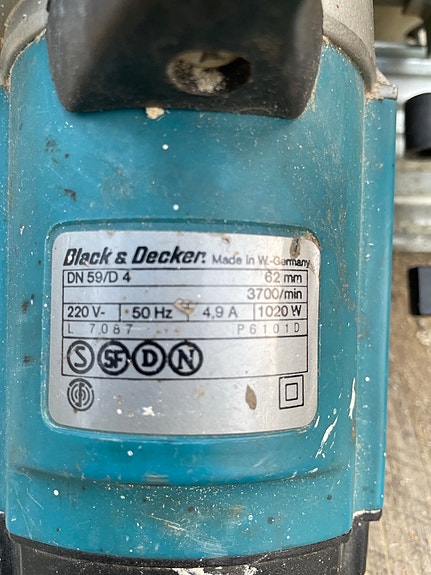 Black & Decker. Made in W.-Germany
DN 59/D 4 62 mm
3700/min
220 V~ 50 Hz 4,9 A 1020 W
L 7087 P6101D
S SF D N